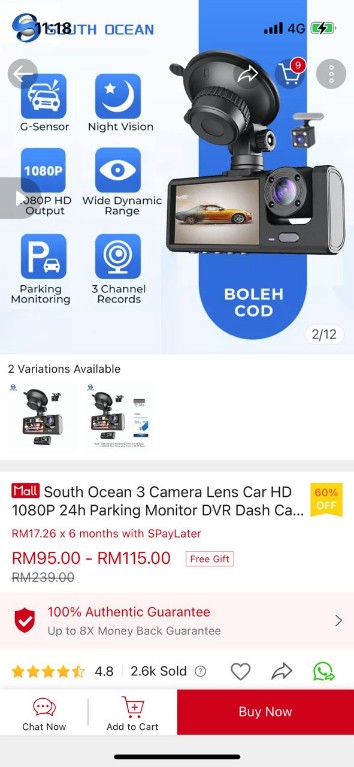 11:18
SOUTH OCEAN
4G
9
G-Sensor
Night Vision
1080P
1080P HD
Output
Wide Dynamic
Range
Parking
Monitoring
3 Channel
Records
BOLEH
COD
2/12
2 Variations Available
Mall South Ocean 3 Camera Lens Car HD
1080P 24h Parking Monitor DVR Dash Ca...
60%
OFF
RM17.26 x 6 months with SPayLater
RM95.00 - RM115.00
Free Gift
RM239.00
100% Authentic Guarantee
Up to 8X Money Back Guarantee
4.8
2.6k Sold
Chat Now
Add to Cart
Buy Now